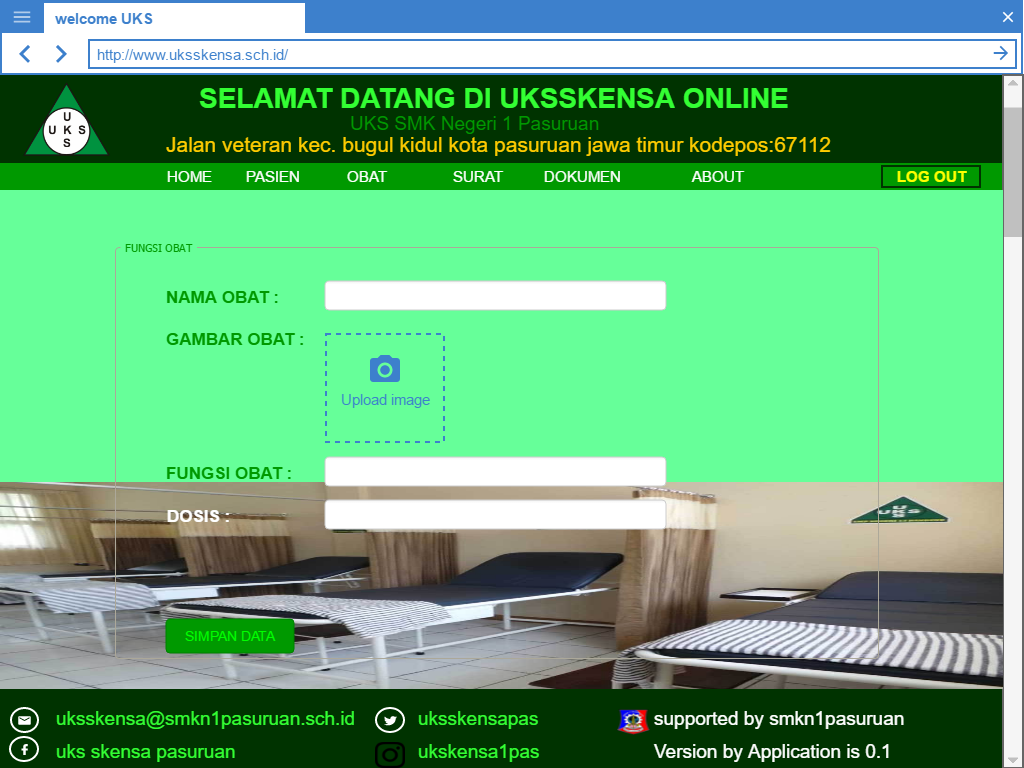 welcome UKS
http://www.uksskensa.sch.id/
SELAMAT DATANG DI UKSSKENSA ONLINE
UKS SMK Negeri 1 Pasuruan
Jalan veteran kec. bugul kidul kota pasuruan jawa timur kodepos:67112
U
U K S
S
HOME PASIEN OBAT SURAT DOKUMEN ABOUT LOG OUT
FUNGSI OBAT
NAMA OBAT :
GAMBAR OBAT :
Upload image
FUNGSI OBAT :
DOSIS :
U
UKS
S
SIMPAN DATA
uksskensa@smkn1pasuruan.sch.id uksskensapas supported by smkn1pasuruan
uks skensa pasuruan ukskensa1pas Version by Application is 0.1